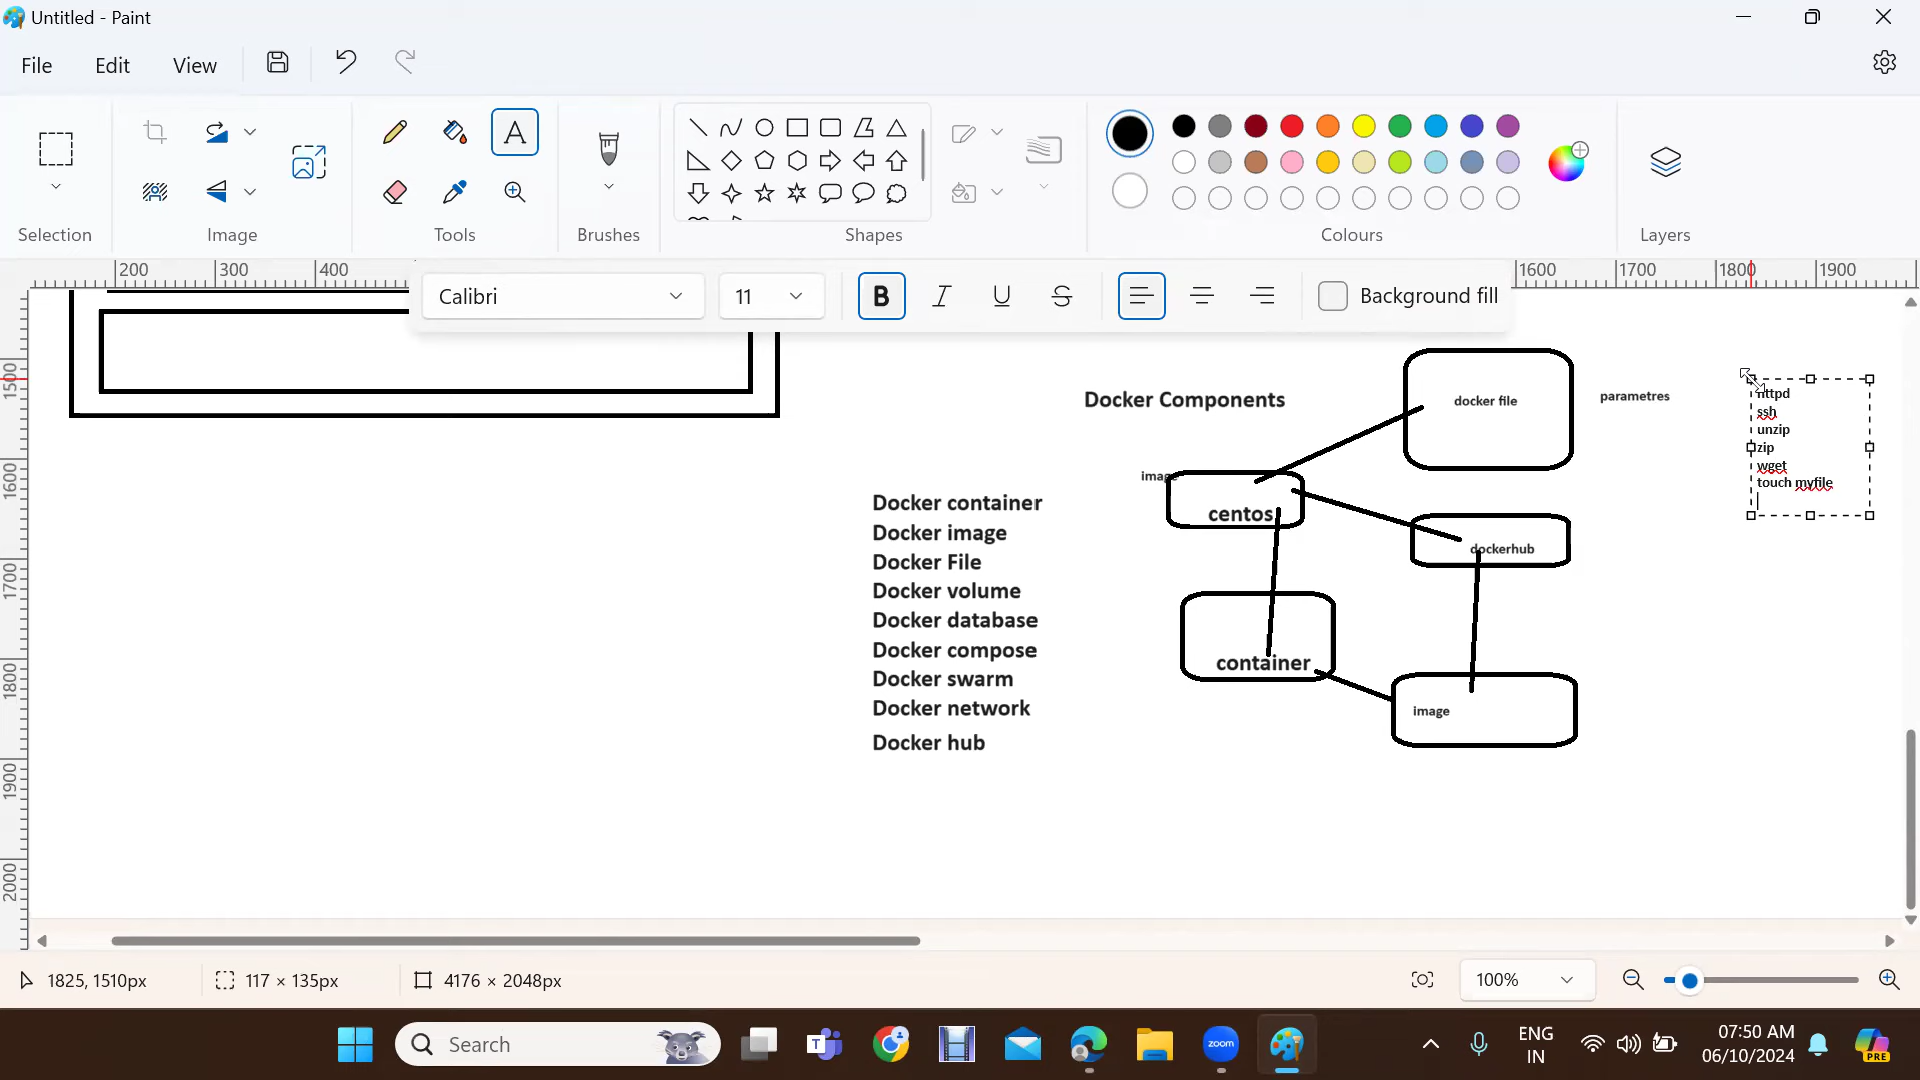 Untitled - Paint
File Edit View
Selection Image Tools Brushes Shapes Colours Layers
200 300 400 1600 1700 1800 1900
Calibri 11 B I U S Background fill
1500
1600
1700
1800
1900
2000
Docker Components
docker file
parametres
httpd
ssh
unzip
zip
wget
touch myfile
image
centos
dockerhub
container
image
Docker container
Docker image
Docker File
Docker volume
Docker database
Docker compose
Docker swarm
Docker network
Docker hub
1825, 1510px 117 × 135px 4176 × 2048px 100%
Search
zoom
ENG
IN
07:50 AM
06/10/2024
PRE